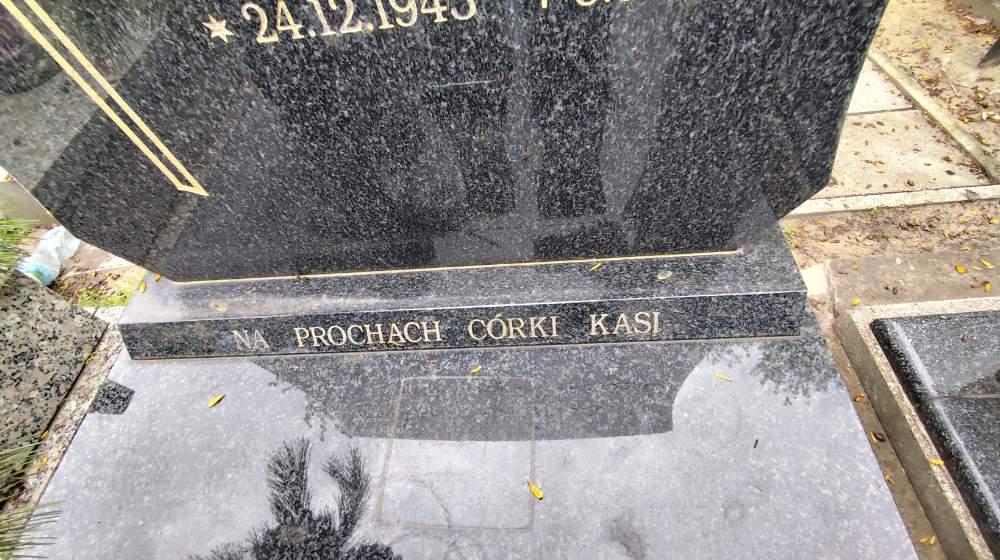 24.12.1943
NA PROCHACH CÓRKI KASI